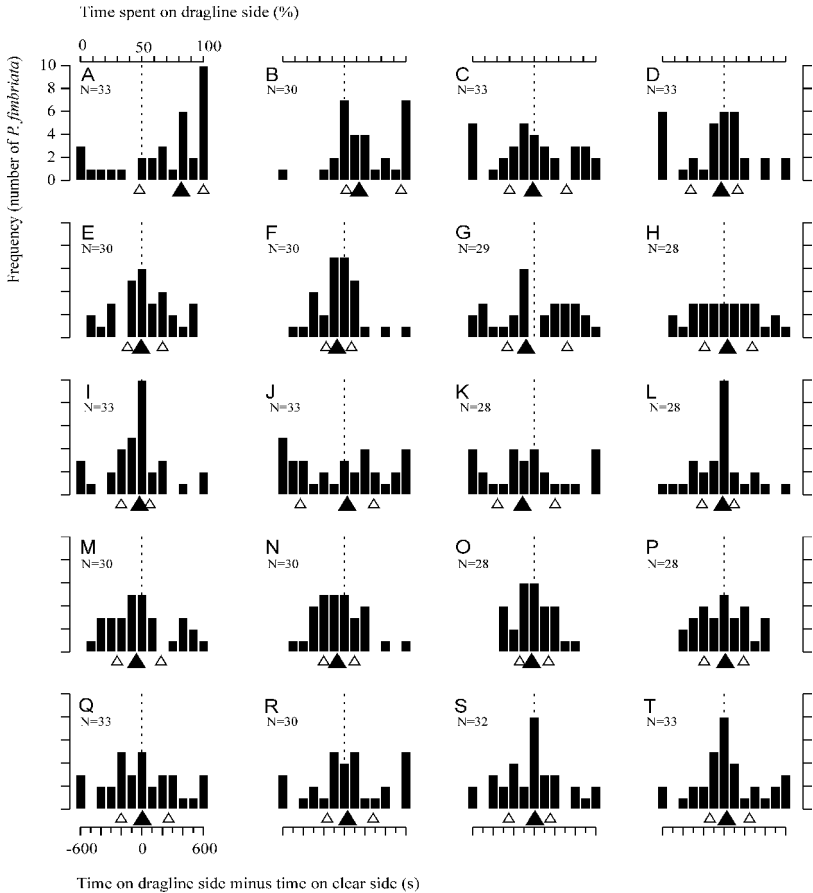 Time spent on dragline side (%)
0 50 100
Frequency (number of P. fimbriata)
10
8
6
4
2
0
A
N=33
B
N=30
C
N=33
D
N=33
E
N=30
F
N=30
G
N=29
H
N=28
I
N=33
J
N=33
K
N=28
L
N=28
M
N=30
N
N=30
O
N=28
P
N=28
Q
N=33
R
N=30
S
N=32
T
N=33
-600 0 600
Time on dragline side minus time on clear side (s)